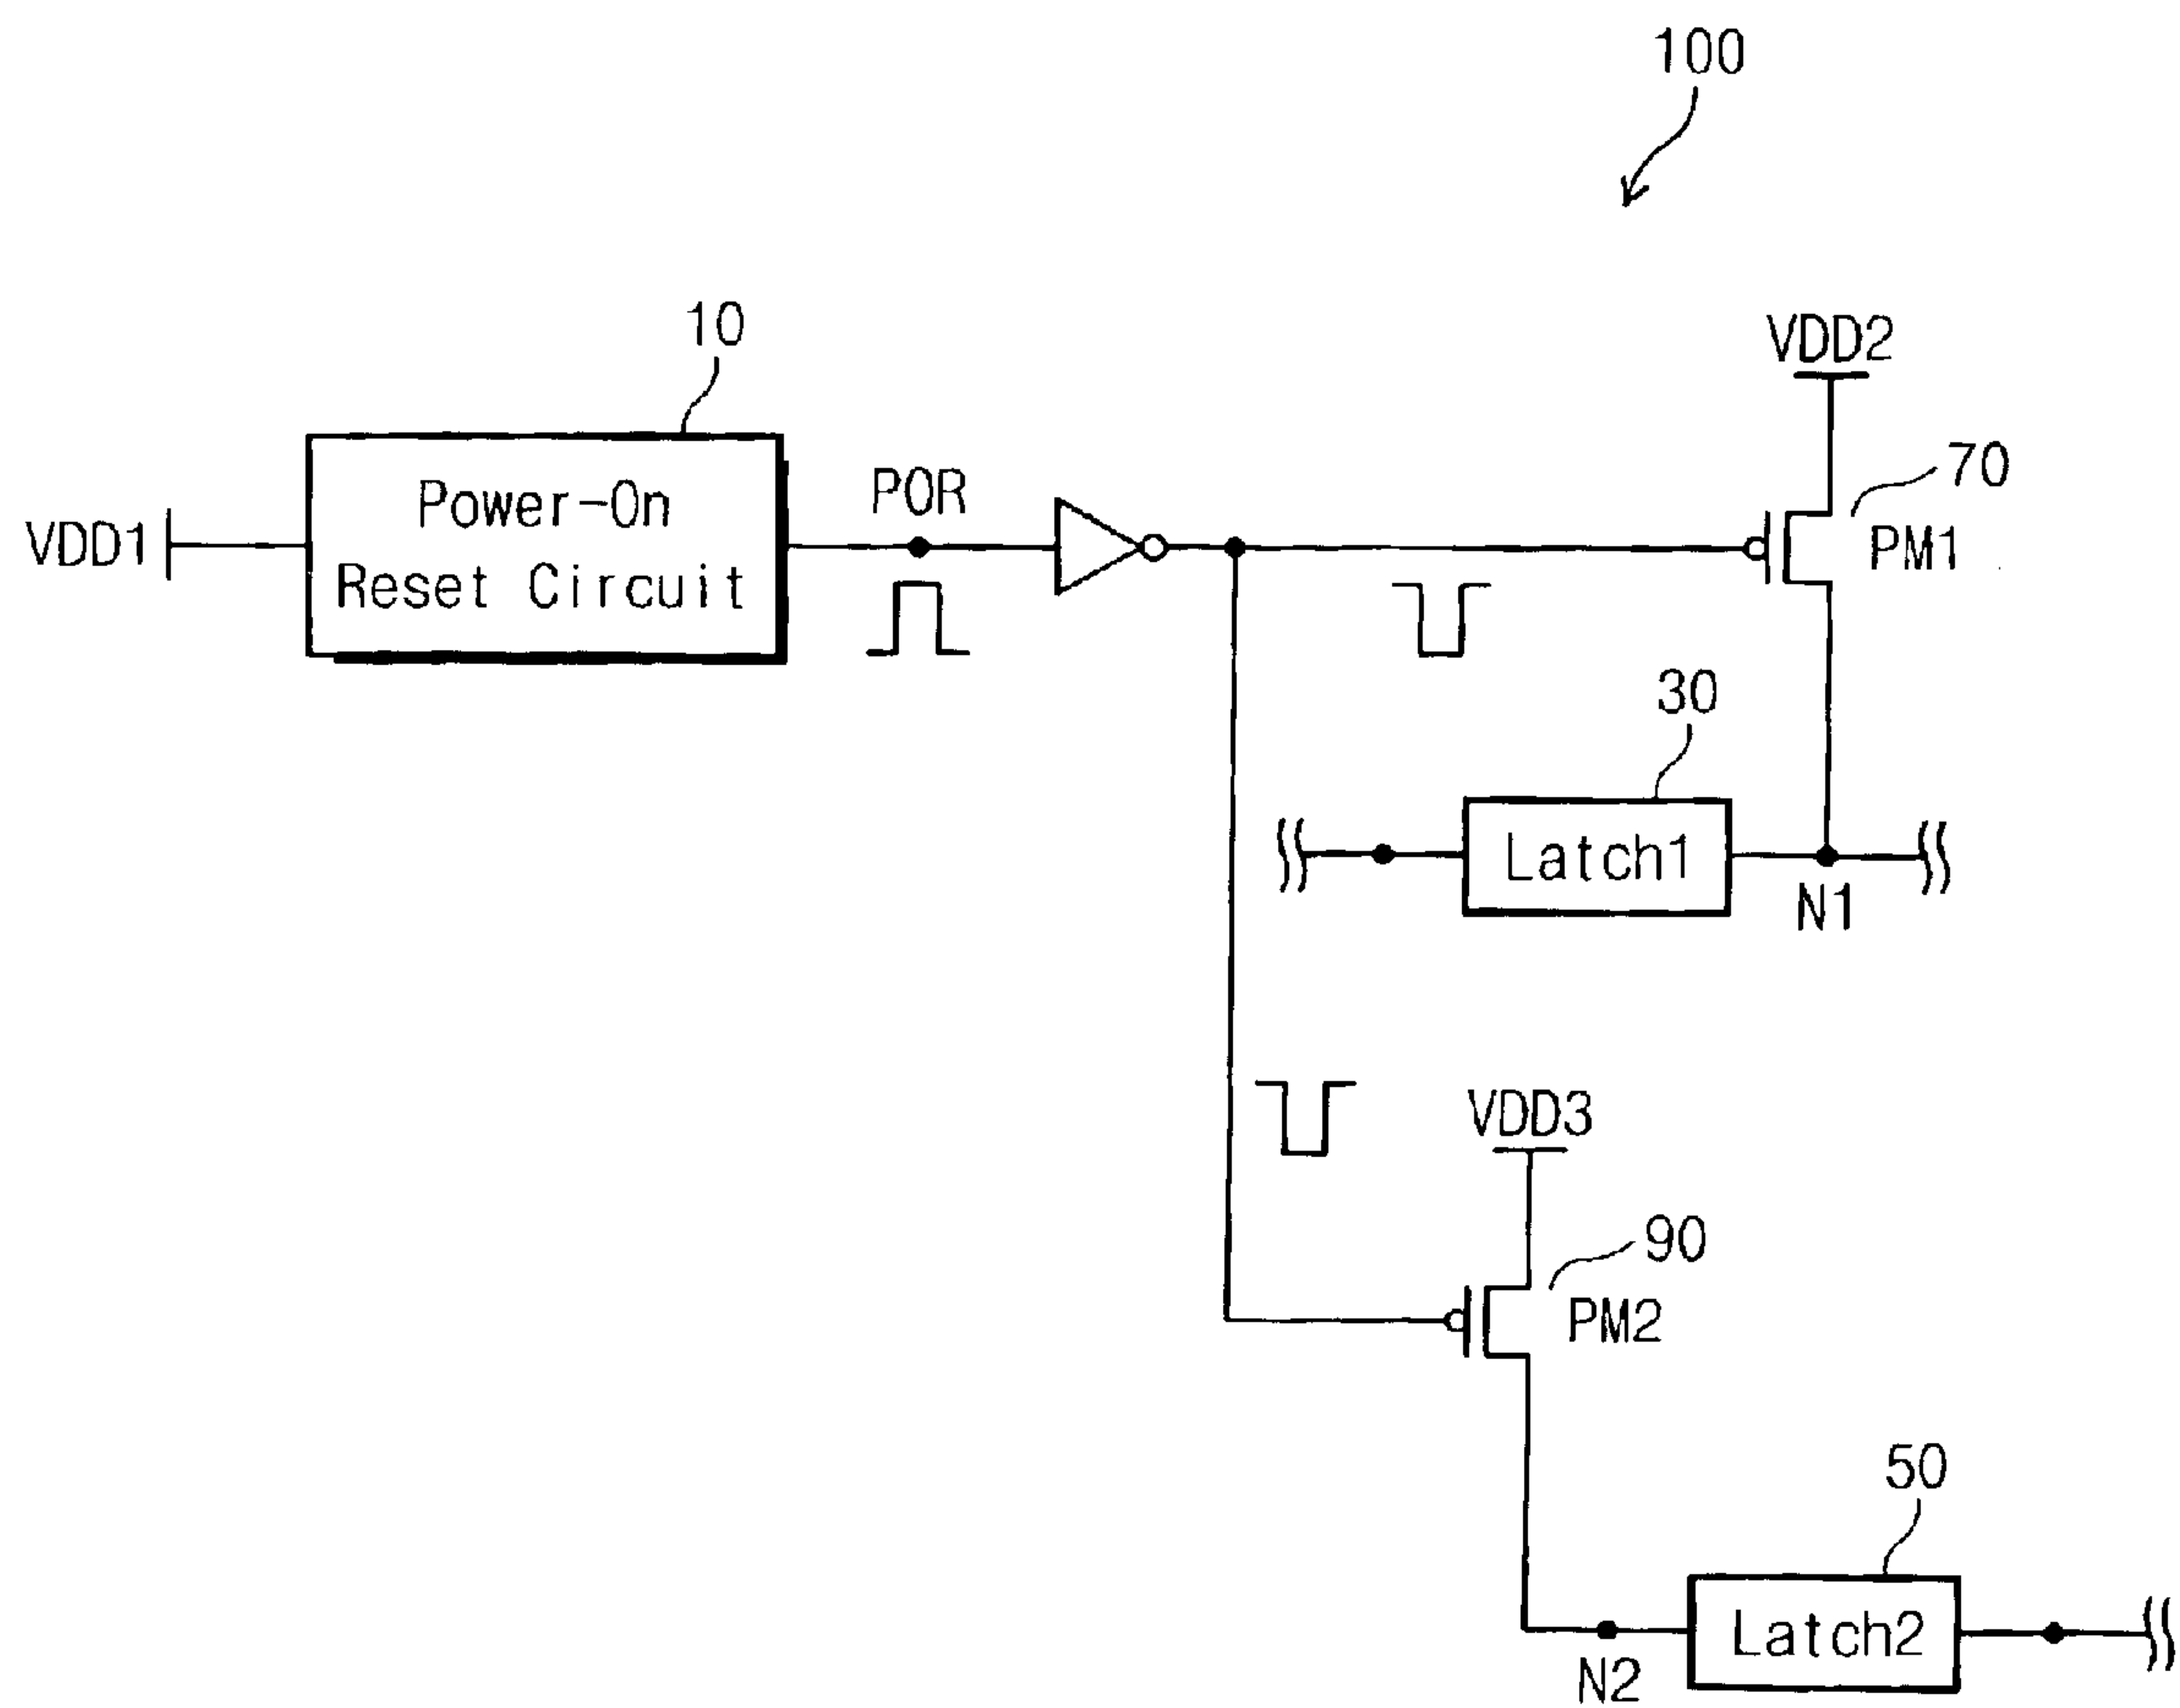 100
10
VDD2
70
POR
Power-On
VDD1
PM1
Reset Circuit
30
Latch1
N1
VDD3
90
PM2
50
Latch2
N2